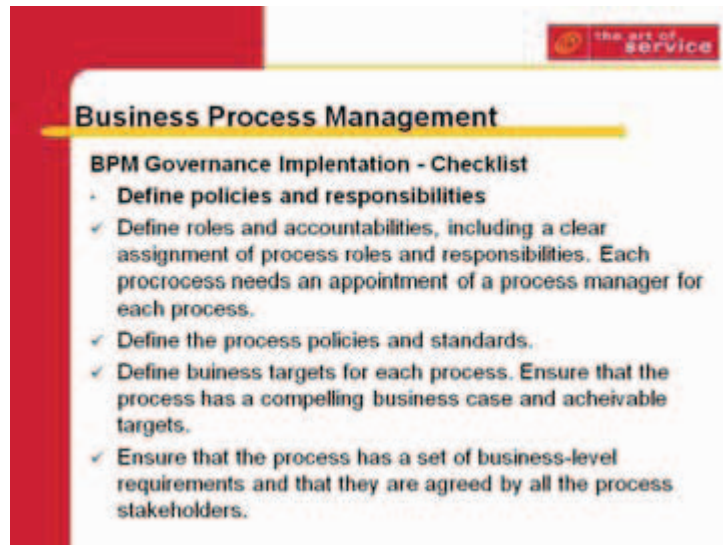 the art of
service
Business Process Management
BPM Governance Implentation - Checklist
· Define policies and responsibilities
✓ Define roles and accountabilities, including a clear
assignment of process roles and responsibilities. Each
procrocess needs an appointment of a process manager for
each process.
✓ Define the process policies and standards.
✓ Define buiness targets for each process. Ensure that the
process has a compelling business case and acheivable
targets.
✓ Ensure that the process has a set of business-level
requirements and that they are agreed by all the process
stakeholders.